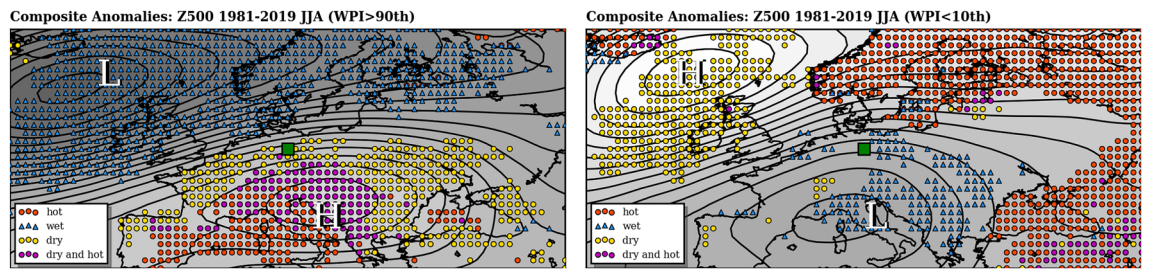 Composite Anomalies: Z500 1981-2019 JJA (WPI>90th)
L
H
hot
wet
dry
dry and hot
Composite Anomalies: Z500 1981-2019 JJA (WPI<10th)
H
L
hot
wet
dry
dry and hot